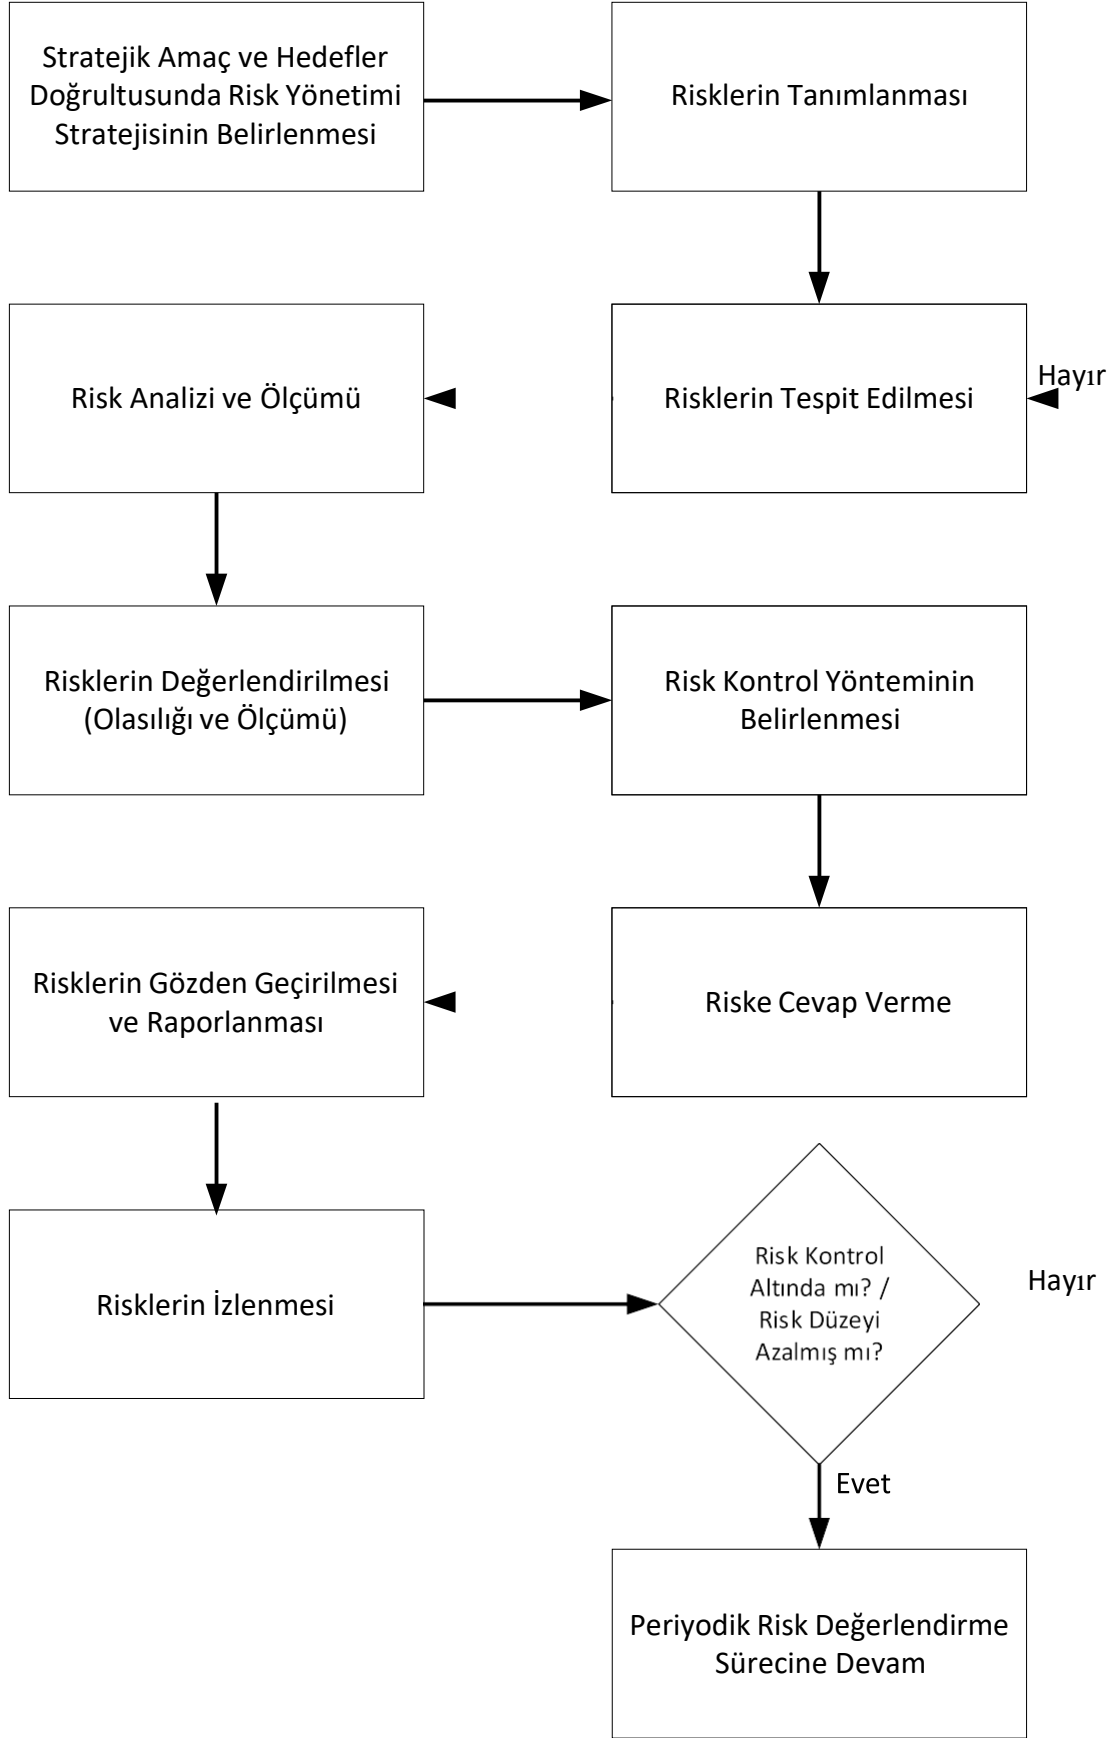 Stratejik Amaç ve Hedefler
Doğrultusunda Risk Yönetimi
Stratejisinin Belirlenmesi
Risklerin Tanımlanması
Hayır
Risklerin Tespit Edilmesi
Risk Analizi ve Ölçümü
Risklerin Değerlendirilmesi
(Olasılığı ve Ölçümü)
Risk Kontrol Yönteminin
Belirlenmesi
Riske Cevap Verme
Risklerin Gözden Geçirilmesi
ve Raporlanması
Risklerin İzlenmesi
Risk Kontrol
Altında mı? /
Risk Düzeyi
Azalmış mı?
Hayır
Evet
Periyodik Risk Değerlendirme
Sürecine Devam